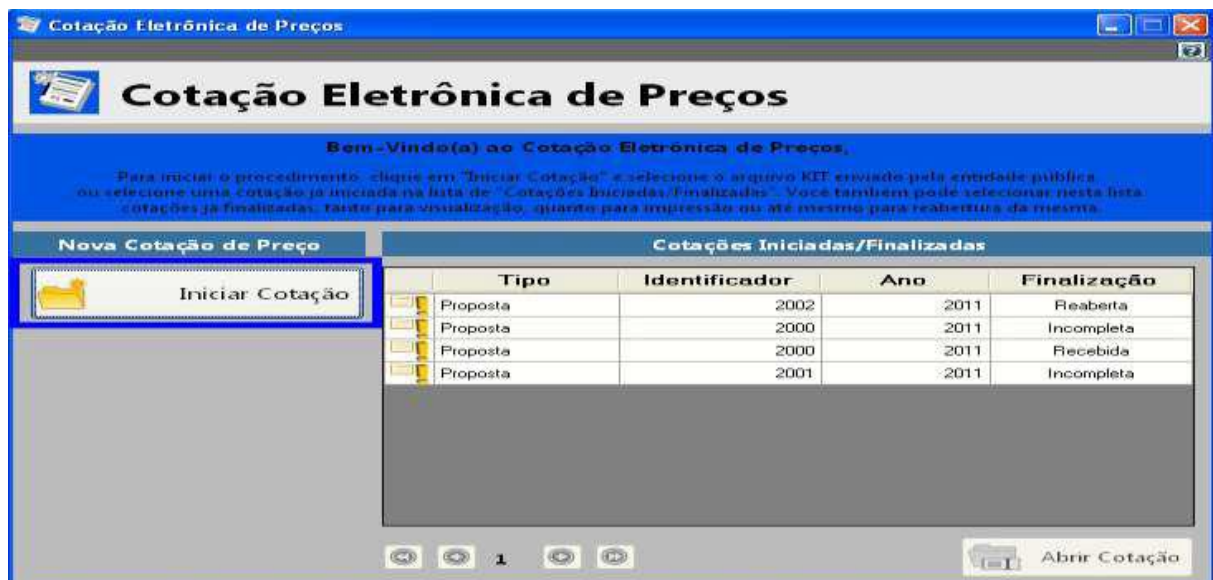 Cotação Eletrônica de Preços
Cotação Eletrônica de Preços
Bem-Vindo(a) ao Cotação Eletrônica de Preços,
Para iniciar o procedimento, clique em "Iniciar Cotação" e selecione o arquivo KIT enviado pela entidade pública
ou selecione uma cotação já iniciada na lista de "Cotações Iniciadas/Finalizadas". Você também pode selecionar nesta lista
cotações já finalizadas, tanto para visualização, quanto para impressão ou até mesmo para reabertura da mesma.
Nova Cotação de Preço
Cotações Iniciadas/Finalizadas
Iniciar Cotação
Tipo Identificador Ano Finalização
Proposta 2002 2011 Reaberta
Proposta 2000 2011 Incompleta
Proposta 2000 2011 Recebida
Proposta 2001 2011 Incompleta
1
Abrir Cotação